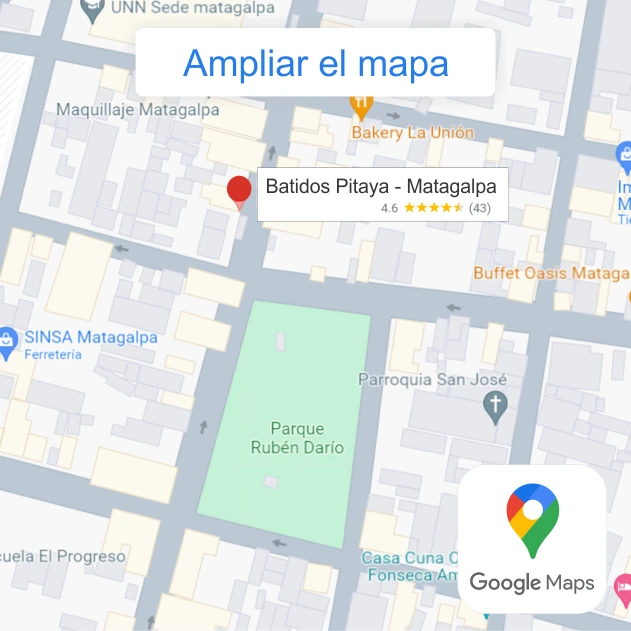 UNN Sede matagalpa
Ampliar el mapa
Maquillaje Matagalpa
Bakery La Unión
Batidos Pitaya - Matagalpa
4.6 (43)
Im
M
Tie
Buffet Oasis Mataga
SINSA Matagalpa
Ferretería
Parroquia San José
Parque
Rubén Darío
cuela El Progreso
Casa Cuna C
Fonseca Am
Google Maps